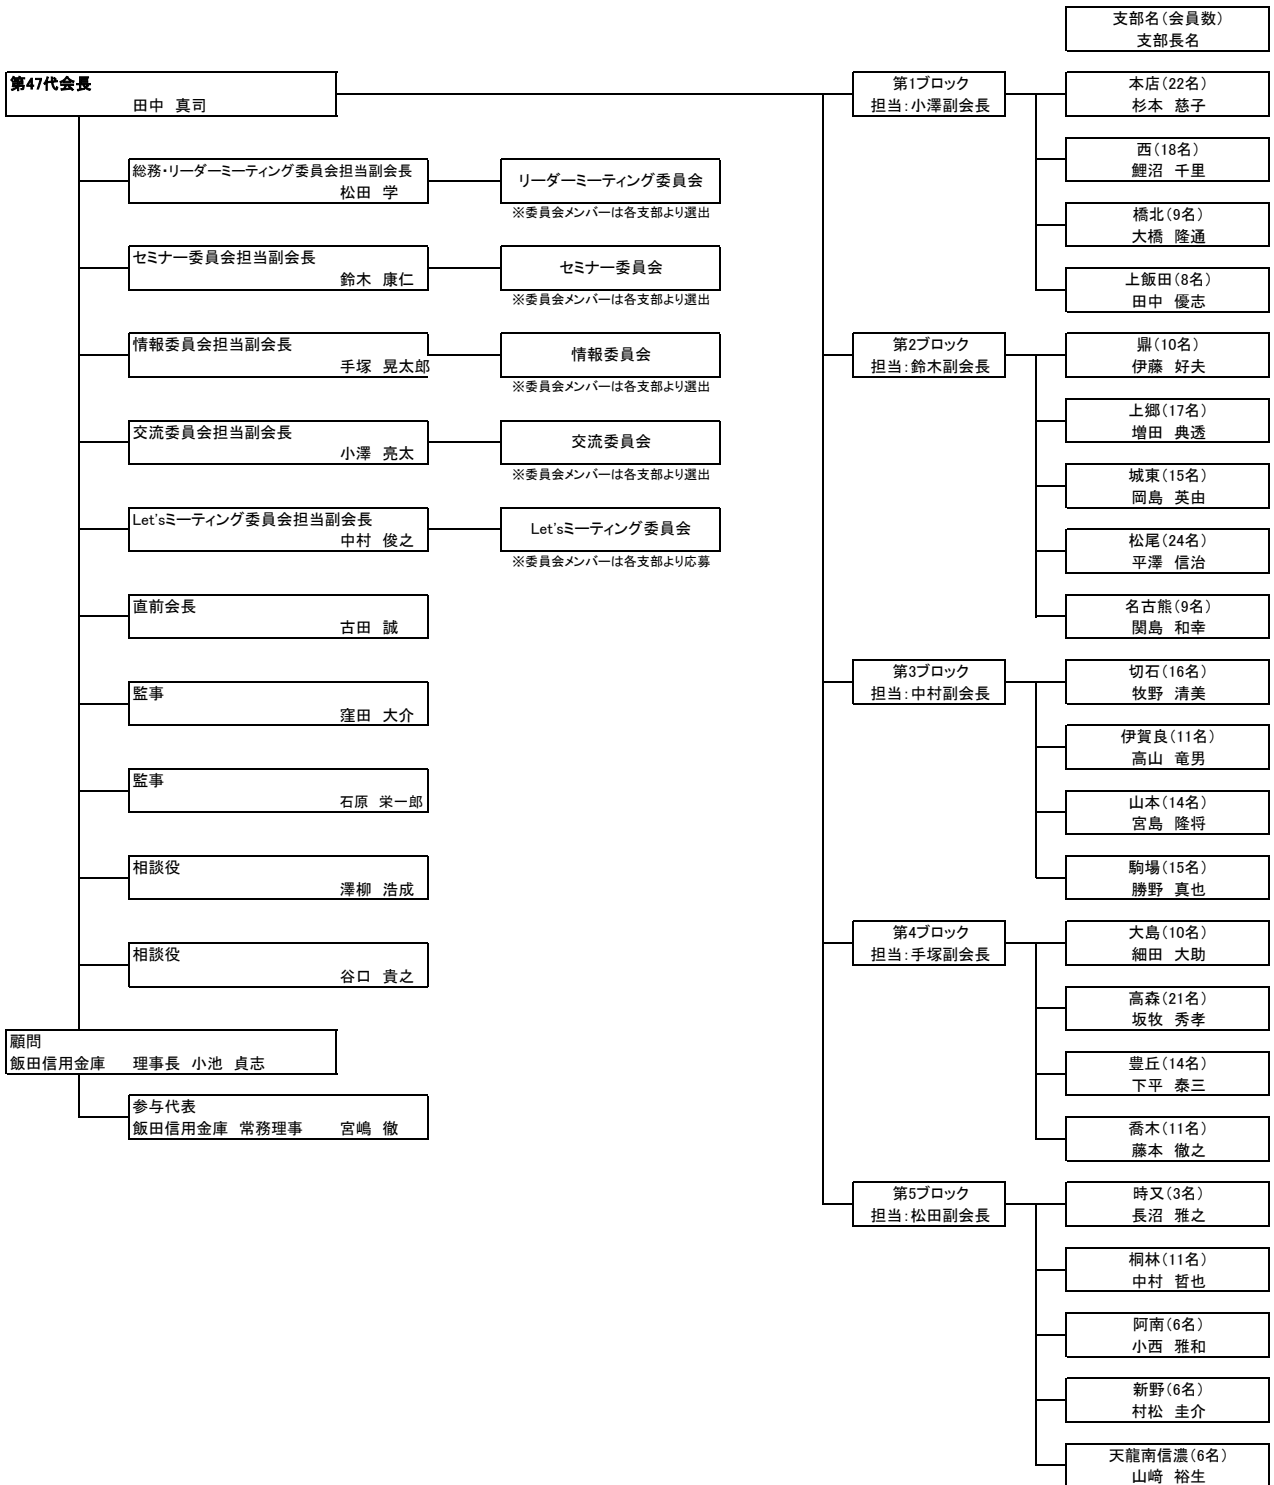 支部名(会員数)
支部長名
第47代会長
田中 真司
総務・リーダーミーティング委員会担当副会長
松田 学
リーダーミーティング委員会
※委員会メンバーは各支部より選出
セミナー委員会担当副会長
鈴木 康仁
セミナー委員会
※委員会メンバーは各支部より選出
情報委員会担当副会長
手塚 晃太郎
情報委員会
※委員会メンバーは各支部より選出
交流委員会担当副会長
小澤 亮太
交流委員会
※委員会メンバーは各支部より選出
Let'sミーティング委員会担当副会長
中村 俊之
Let'sミーティング委員会
※委員会メンバーは各支部より応募
直前会長
古田 誠
監事
窪田 大介
監事
石原 栄一郎
相談役
澤柳 浩成
相談役
谷口 貴之
顧問
飯田信用金庫 理事長 小池 貞志
参与代表
飯田信用金庫 常務理事 宮嶋 徹
第1ブロック
担当:小澤副会長
本店(22名)
杉本 慈子
西(18名)
鯉沼 千里
橋北(9名)
大橋 隆通
上飯田(8名)
田中 優志
第2ブロック
担当:鈴木副会長
鼎(10名)
伊藤 好夫
上郷(17名)
増田 典透
城東(15名)
岡島 英由
松尾(24名)
平澤 信治
名古熊(9名)
関島 和幸
第3ブロック
担当:中村副会長
切石(16名)
牧野 清美
伊賀良(11名)
高山 竜男
山本(14名)
宮島 隆将
駒場(15名)
勝野 真也
第4ブロック
担当:手塚副会長
大島(10名)
細田 大助
高森(21名)
坂牧 秀孝
豊丘(14名)
下平 泰三
喬木(11名)
藤本 徹之
第5ブロック
担当:松田副会長
時又(3名)
長沼 雅之
桐林(11名)
中村 哲也
阿南(6名)
小西 雅和
新野(6名)
村松 圭介
天龍南信濃(6名)
山﨑 裕生